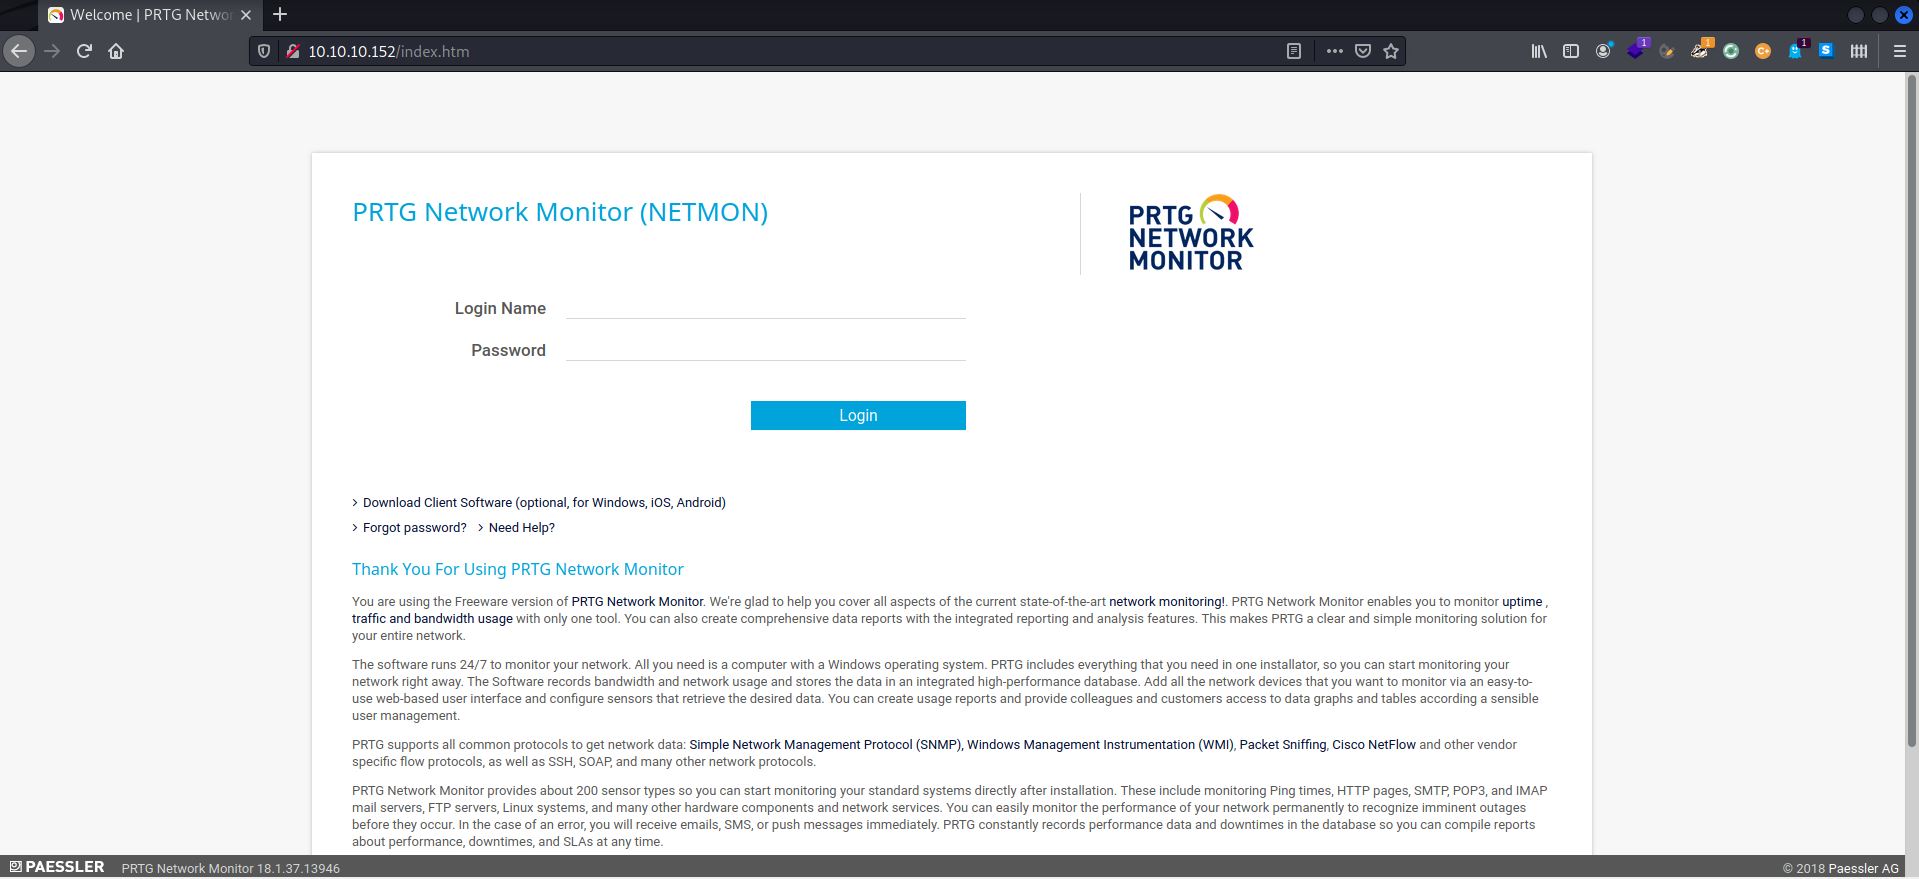 Welcome | PRTG Networ
10.10.10.152/index.htm
1
1
C+
1
S
PRTG Network Monitor (NETMON)
PRTG
NETWORK
MONITOR
Login Name
Password
Login
Download Client Software (optional, for Windows, iOS, Android)
Forgot password? Need Help?
Thank You For Using PRTG Network Monitor
You are using the Freeware version of PRTG Network Monitor. We're glad to help you cover all aspects of the current state-of-the-art network monitoring!. PRTG Network Monitor enables you to monitor uptime ,
traffic and bandwidth usage with only one tool. You can also create comprehensive data reports with the integrated reporting and analysis features. This makes PRTG a clear and simple monitoring solution for
your entire network.
The software runs 24/7 to monitor your network. All you need is a computer with a Windows operating system. PRTG includes everything that you need in one installator, so you can start monitoring your
network right away. The Software records bandwidth and network usage and stores the data in an integrated high-performance database. Add all the network devices that you want to monitor via an easy-to-
use web-based user interface and configure sensors that retrieve the desired data. You can create usage reports and provide colleagues and customers access to data graphs and tables according a sensible
user management.
PRTG supports all common protocols to get network data: Simple Network Management Protocol (SNMP), Windows Management Instrumentation (WMI), Packet Sniffing, Cisco NetFlow and other vendor
specific flow protocols, as well as SSH, SOAP, and many other network protocols.
PRTG Network Monitor provides about 200 sensor types so you can start monitoring your standard systems directly after installation. These include monitoring Ping times, HTTP pages, SMTP, POP3, and IMAP
mail servers, FTP servers, Linux systems, and many other hardware components and network services. You can easily monitor the performance of your network permanently to recognize imminent outages
before they occur. In the case of an error, you will receive emails, SMS, or push messages immediately. PRTG constantly records performance data and downtimes in the database so you can compile reports
about performance, downtimes, and SLAs at any time.
PAESSLER PRTG Network Monitor 18.1.37.13946
© 2018 Paessler AG